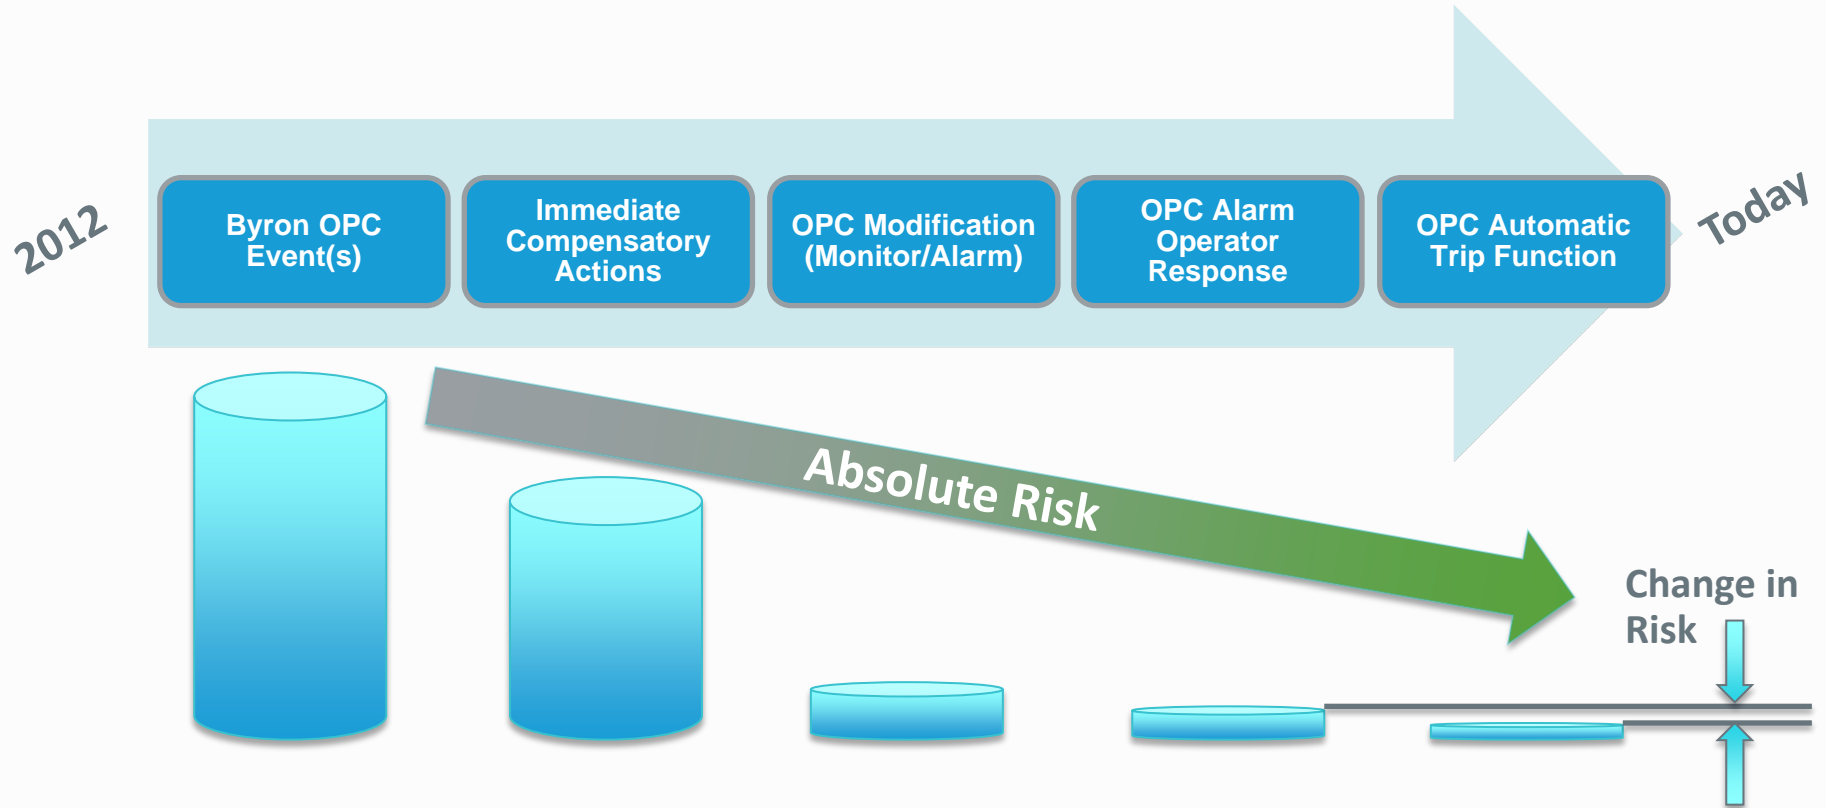 2012
Byron OPC
Event(s)
Immediate
Compensatory
Actions
OPC Modification
(Monitor/Alarm)
OPC Alarm
Operator
Response
OPC Automatic
Trip Function
Today
Absolute Risk
Change in
Risk